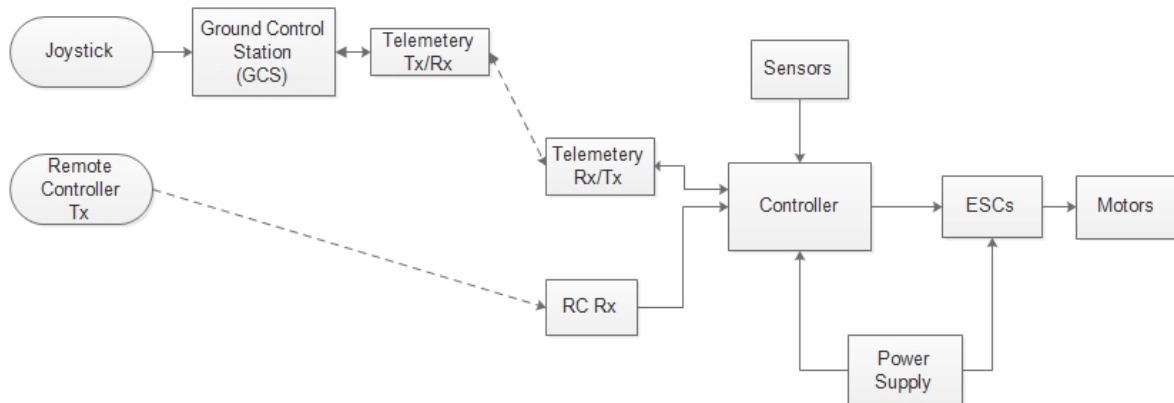 Joystick
Ground Control
Station
(GCS)
Telemetery
Tx/Rx
Sensors
Remote
Controller
Tx
Telemetery
Rx/Tx
Controller
ESCs
Motors
RC Rx
Power
Supply